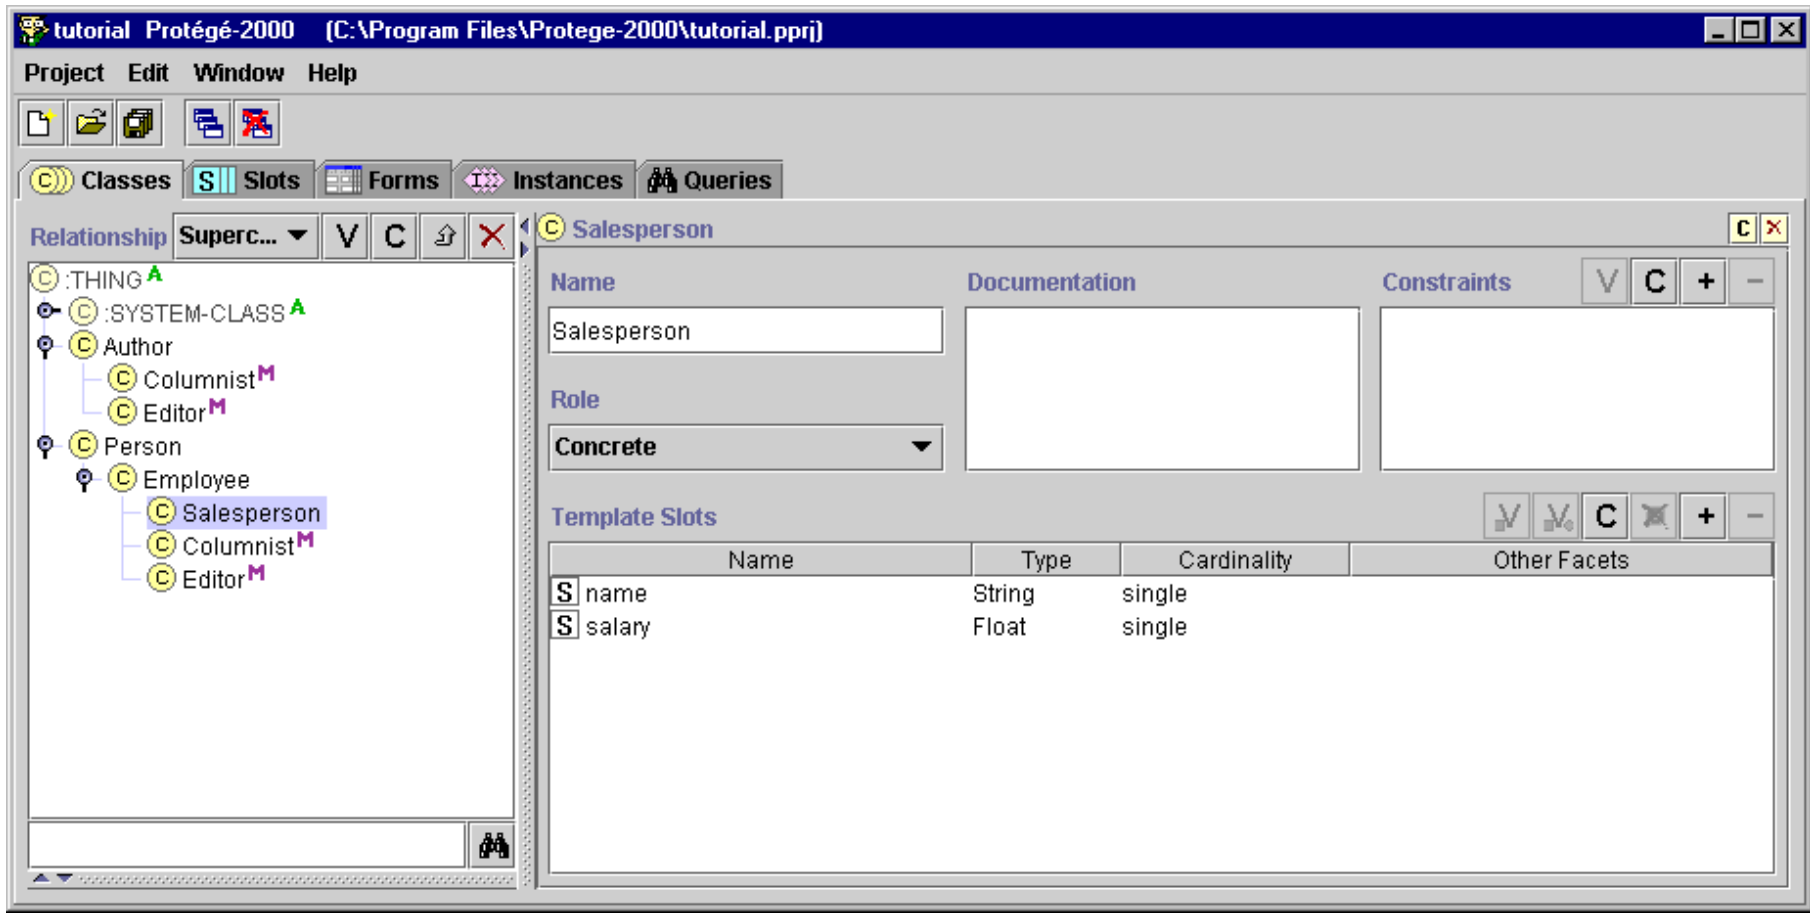 tutorial Protégé-2000 (C:\Program Files\Protege-2000\tutorial.pprj)
Project Edit Window Help
C Classes S Slots Forms I Instances Queries
Relationship Superc... V C
C :THING A
C :SYSTEM-CLASS A
C Author
C Columnist M
C Editor M
C Person
C Employee
C Salesperson
C Columnist M
C Editor M
C Salesperson C
Name Documentation Constraints V C + −
Salesperson
Role
Concrete
Template Slots V V C + −
Name Type Cardinality Other Facets
S name String single
S salary Float single